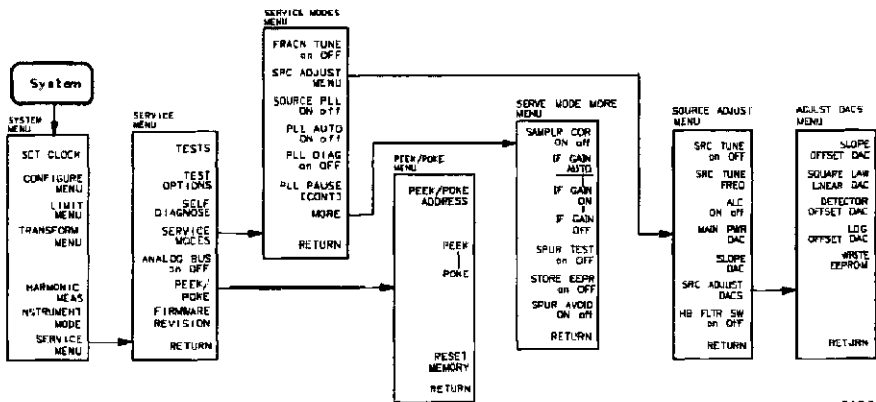 System
SYSTEM
MENU
SET CLOCK
CONFIGURE
MENU
LIMIT
MENU
TRANSFORM
MENU
HARMONIC
MEAS
INSTRUMENT
MODE
SERVICE
MENU
SERVICE
MENU
TESTS
TEST
OPTIONS
SELF
DIAGNOSE
SERVICE
MODES
ANALOG BUS
on OFF
PEEK/
POKE
FIRMWARE
REVISION
RETURN
SERVICE MODES
MENU
FRACN TUNE
on OFF
SRC ADJUST
MENU
SOURCE PLL
ON off
PLL AUTO
ON off
PLL DIAG
on OFF
PLL PAUSE
[CONT]
MORE
RETURN
PEEK/POKE
MENU
PEEK/POKE
ADDRESS
PEEK
POKE
RESET
MEMORY
RETURN
SERVE MODE MORE
MENU
SAMPLR COR
ON off
IF GAIN
AUTO
IF GAIN
ON
IF GAIN
OFF
SPUR TEST
on OFF
STORE EEPR
on OFF
SPUR AVOID
ON off
RETURN
SOURCE ADJUST
MENU
SRC TUNE
on OFF
SRC TUNE
FREQ
ALC
ON off
MAIN PWR
DAC
SLOPE
DAC
SRC ADJUST
DACS
HB FLTR SW
on OFF
RETURN
ADJUST DACS
MENU
SLOPE
OFFSET DAC
SQUARE LAW
LINEAR DAC
DETECTOR
OFFSET DAC
LOG
OFFSET DAC
WRITE
EEPROM
RETURN